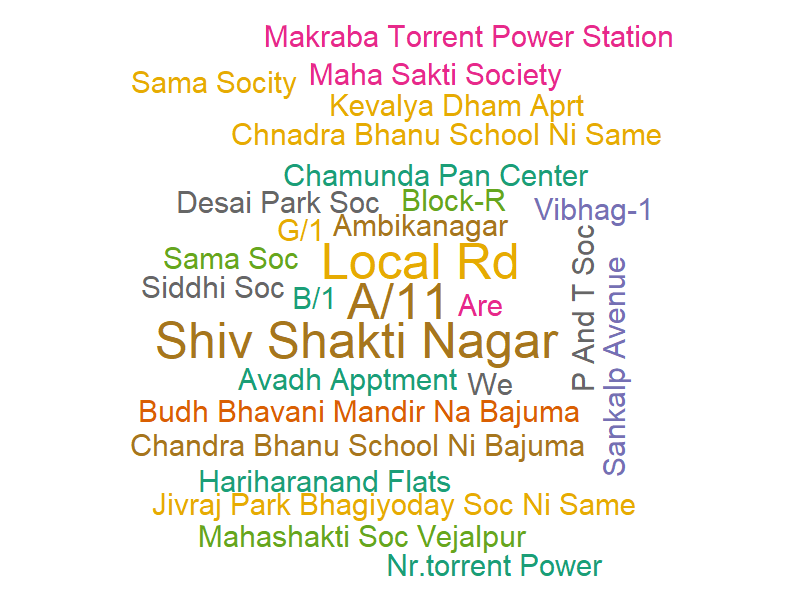 Makraba Torrent Power Station
Sama Socity
Maha Sakti Society
Kevalya Dham Aprt
Chnadra Bhanu School Ni Same
Chamunda Pan Center
Desai Park Soc
Block-R
Vibhag-1
G/1
Ambikanagar
Sama Soc
Local Rd
Siddhi Soc
B/1
A/11
Are
P And T Soc
Sankalp Avenue
Shiv Shakti Nagar
Avadh Apptment
We
Budh Bhavani Mandir Na Bajuma
Chandra Bhanu School Ni Bajuma
Hariharanand Flats
Jivraj Park Bhagiyoday Soc Ni Same
Mahashakti Soc Vejalpur
Nr.torrent Power